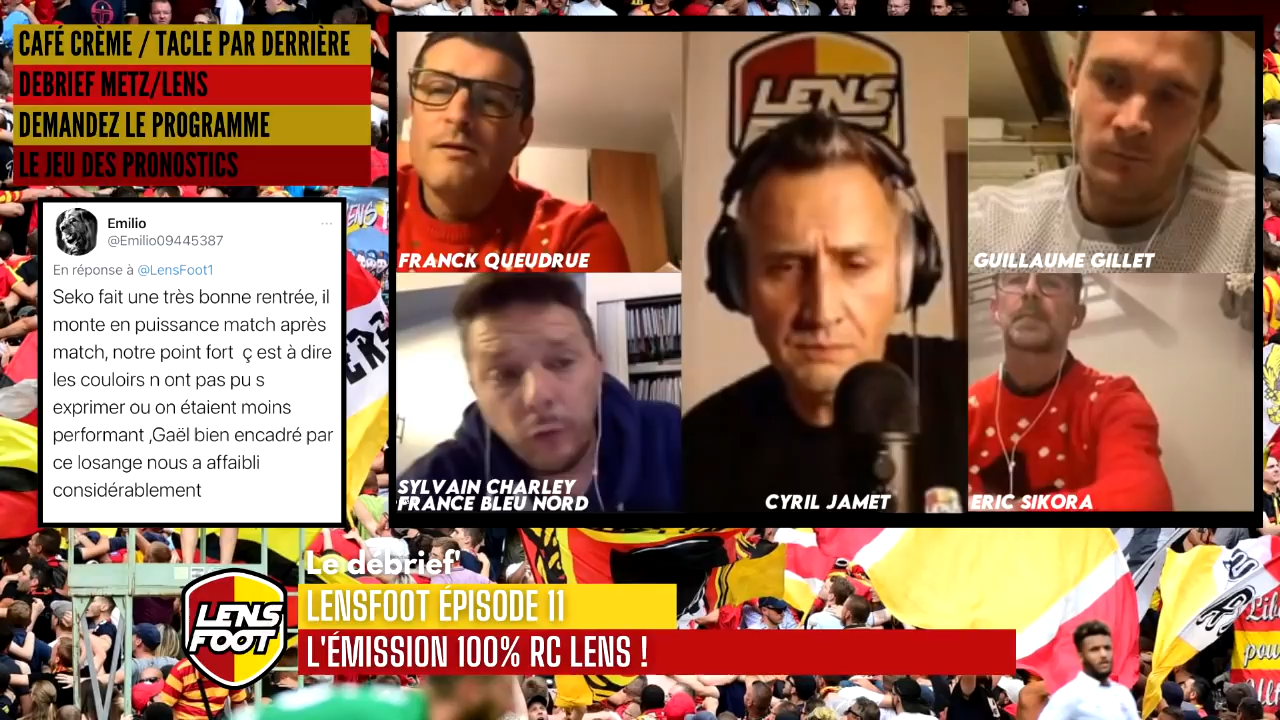 CAFÉ CRÈME / TACLE PAR DERRIÈRE
DEBRIEF METZ/LENS
DEMANDEZ LE PROGRAMME
LE JEU DES PRONOSTICS
Emilio
@Emilio09445387
En réponse à @LensFoot1
Seko fait une très bonne rentrée, il
monte en puissance match après
match, notre point fort ç est à dire
les couloirs n ont pas pu s
exprimer ou on étaient moins
performant ,Gaël bien encadré par
ce losange nous a affaibli
considérablement
LENS
FRANCK QUEUDRUE
GUILLAUME GILLET
SYLVAIN CHARLEY
FRANCE BLEU NORD
CYRIL JAMET
ERIC SIKORA
Le débrief'
LENSFOOT ÉPISODE 11
L'ÉMISSION 100% RC LENS !
LENS
FOOT